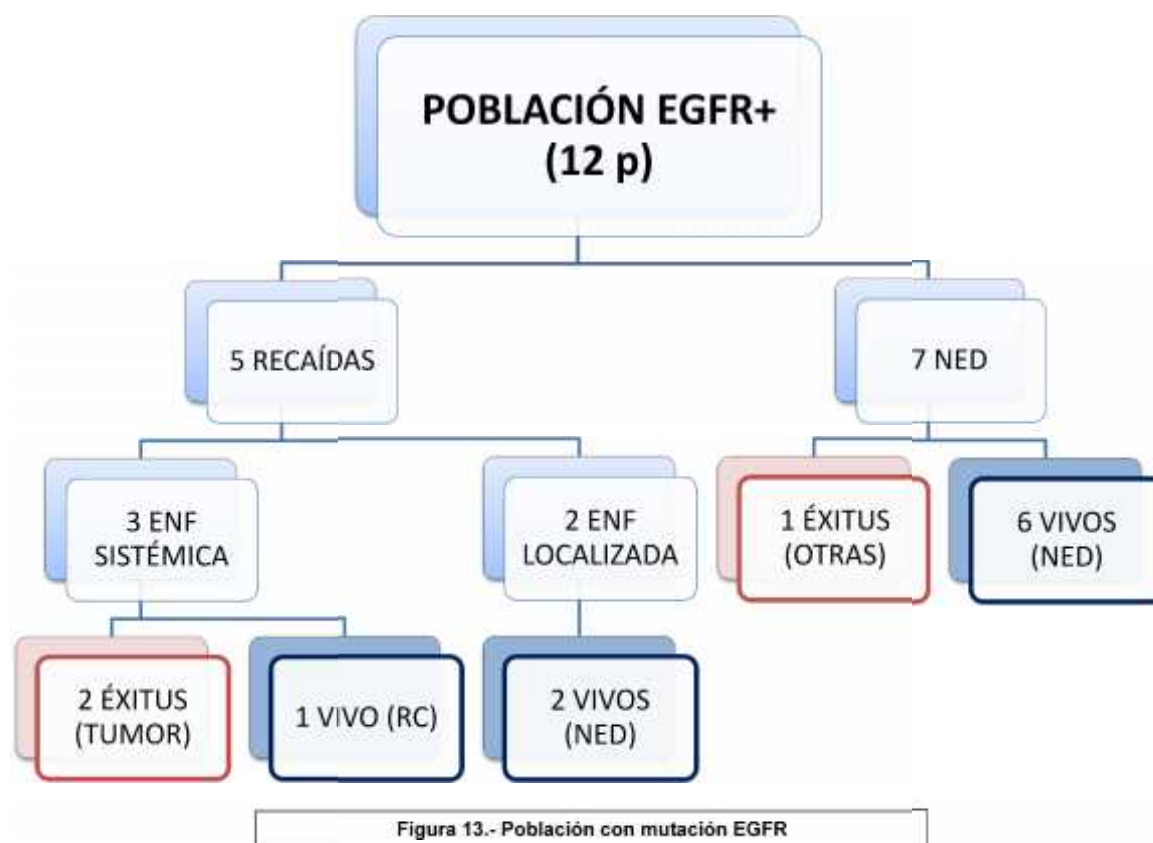 POBLACIÓN EGFR+
(12 p)
5 RECAÍDAS
7 NED
3 ENF
SISTÉMICA
2 ENF
LOCALIZADA
1 ÉXITUS
(OTRAS)
6 VIVOS
(NED)
2 ÉXITUS
(TUMOR)
1 VIVO (RC)
2 VIVOS
(NED)
Figura 13.- Población con mutación EGFR